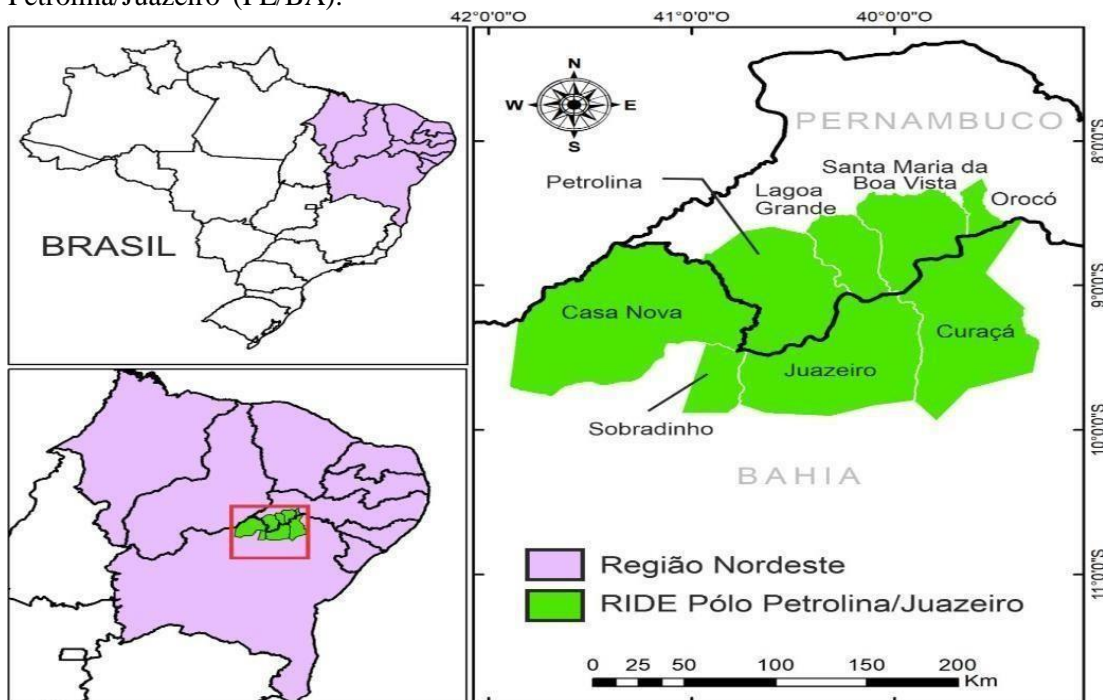 Petrolina/Juazeiro (PE/BA).
42°0'0"O
41°0'0"O
40°0'0"O
BRASIL
N
W
E
S
PERNAMBUCO
Petrolina
Lagoa
Grande
Santa Maria da
Boa Vista
Orocó
Casa Nova
Curaçá
Juazeiro
Sobradinho
BAHIA
8°0'0"S
9°0'0"S
10°0'0"S
11°0'0"S
Região Nordeste
RIDE Pólo Petrolina/Juazeiro
0 25 50 100 150 200
Km